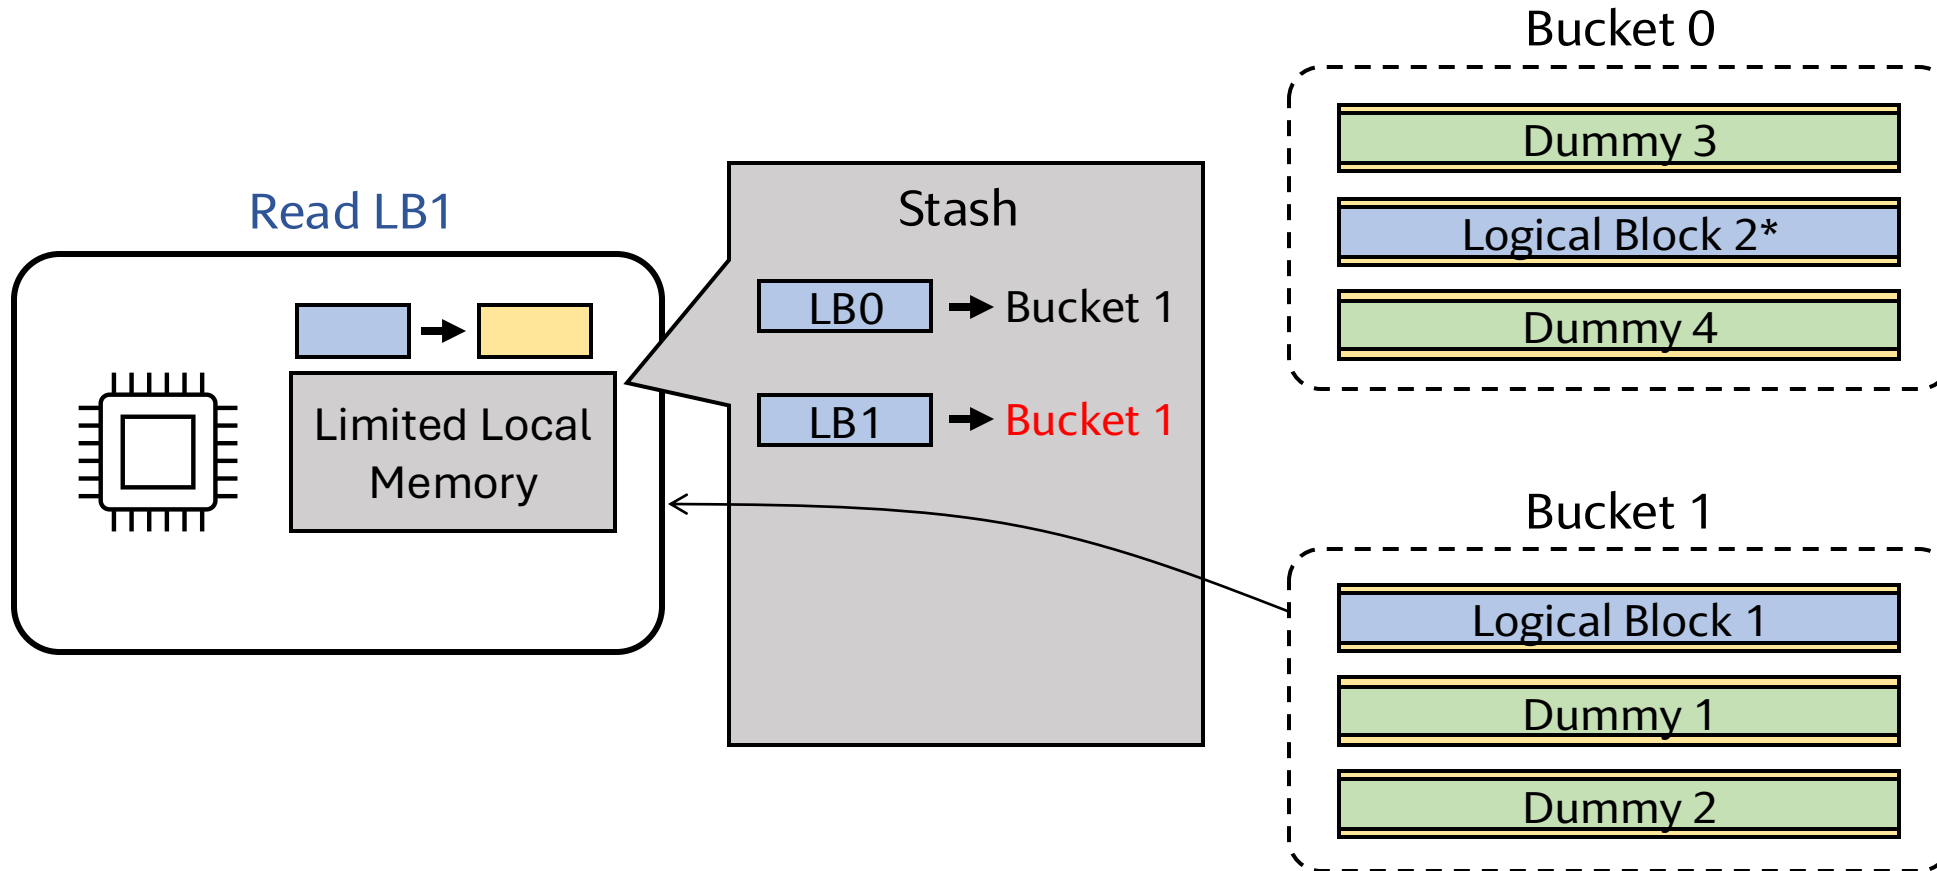 Read LB1
Limited Local
Memory
Stash
LB0
Bucket 1
LB1
Bucket 1
Bucket 0
Dummy 3
Logical Block 2*
Dummy 4
Bucket 1
Logical Block 1
Dummy 1
Dummy 2